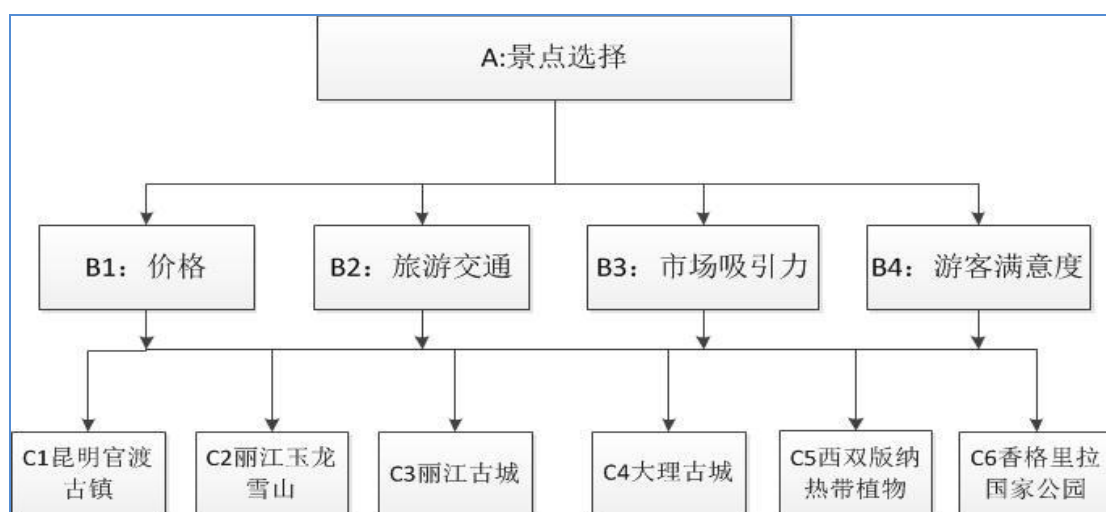 A:景点选择
B1：价格
B2：旅游交通
B3：市场吸引力
B4：游客满意度
C1昆明官渡
古镇
C2丽江玉龙
雪山
C3丽江古城
C4大理古城
C5西双版纳
热带植物
C6香格里拉
国家公园